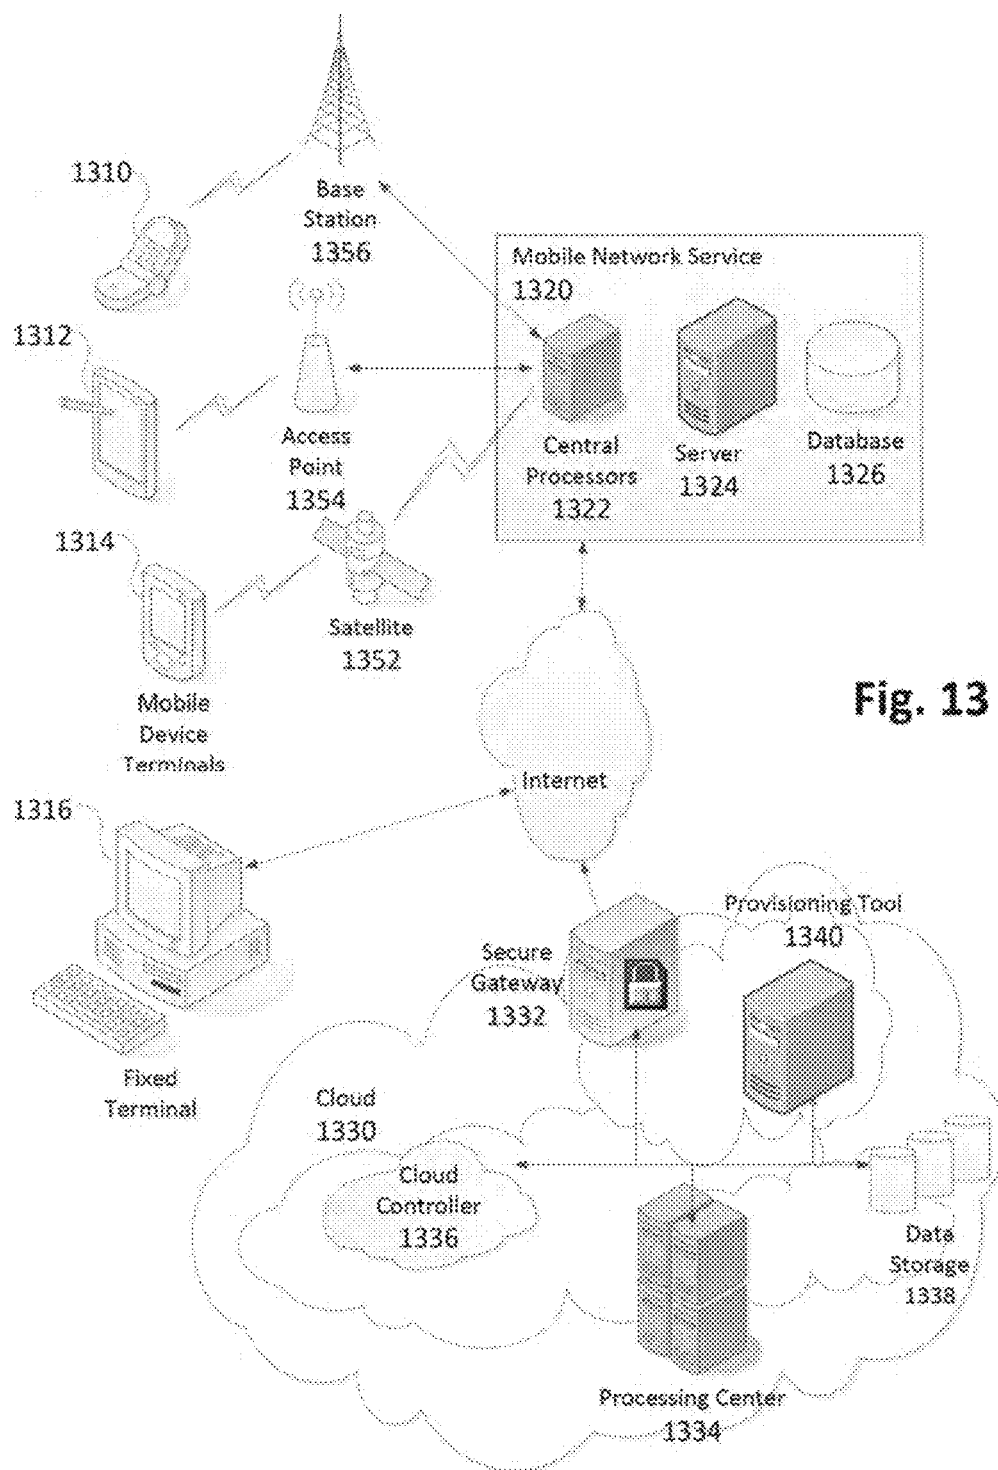 1310
Base
Station
1356
Mobile Network Service
1320
1312
Access
Point
1354
Central
Processors
1322
Server
1324
Database
1326
1314
Satellite
1352
Mobile
Device
Terminals
Fig. 13
Internet
1316
Provisioning Tool
1340
Secure
Gateway
1332
Fixed
Terminal
Cloud
1330
Cloud
Controller
1336
Data
Storage
1338
Processing Center
1334